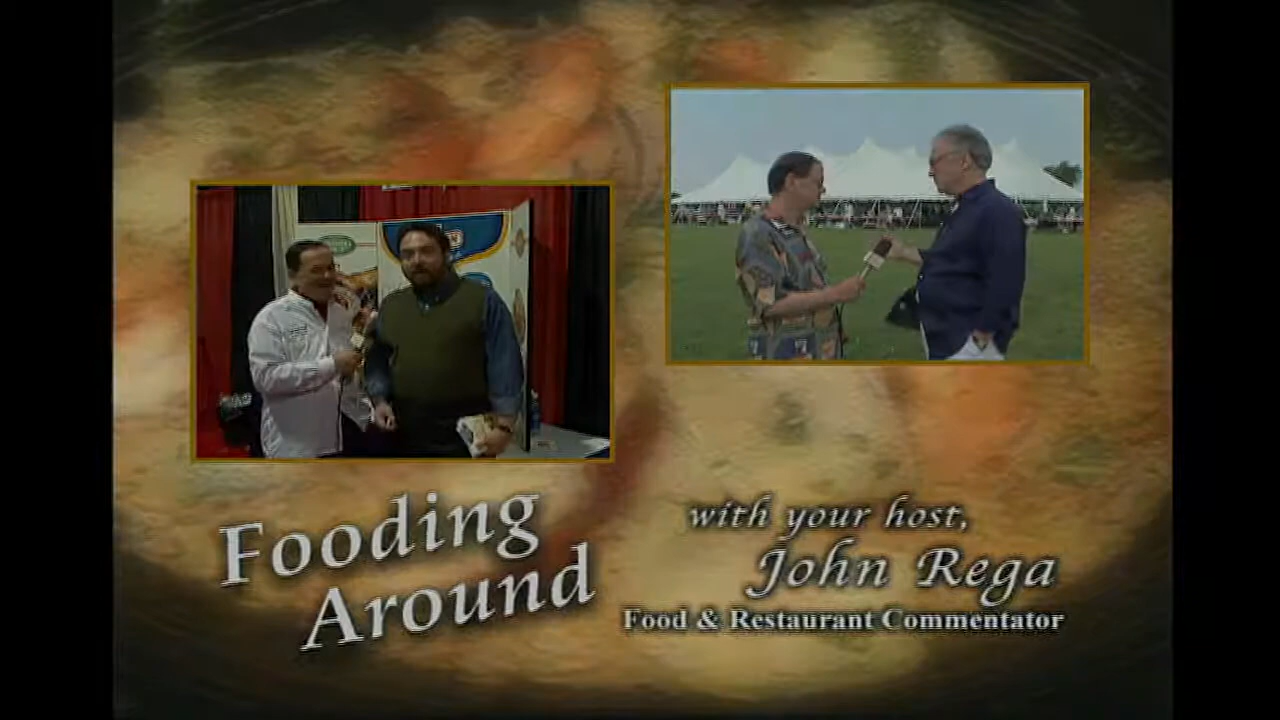 Fooding
Around
with your host,
John Rega
Food & Restaurant Commentator